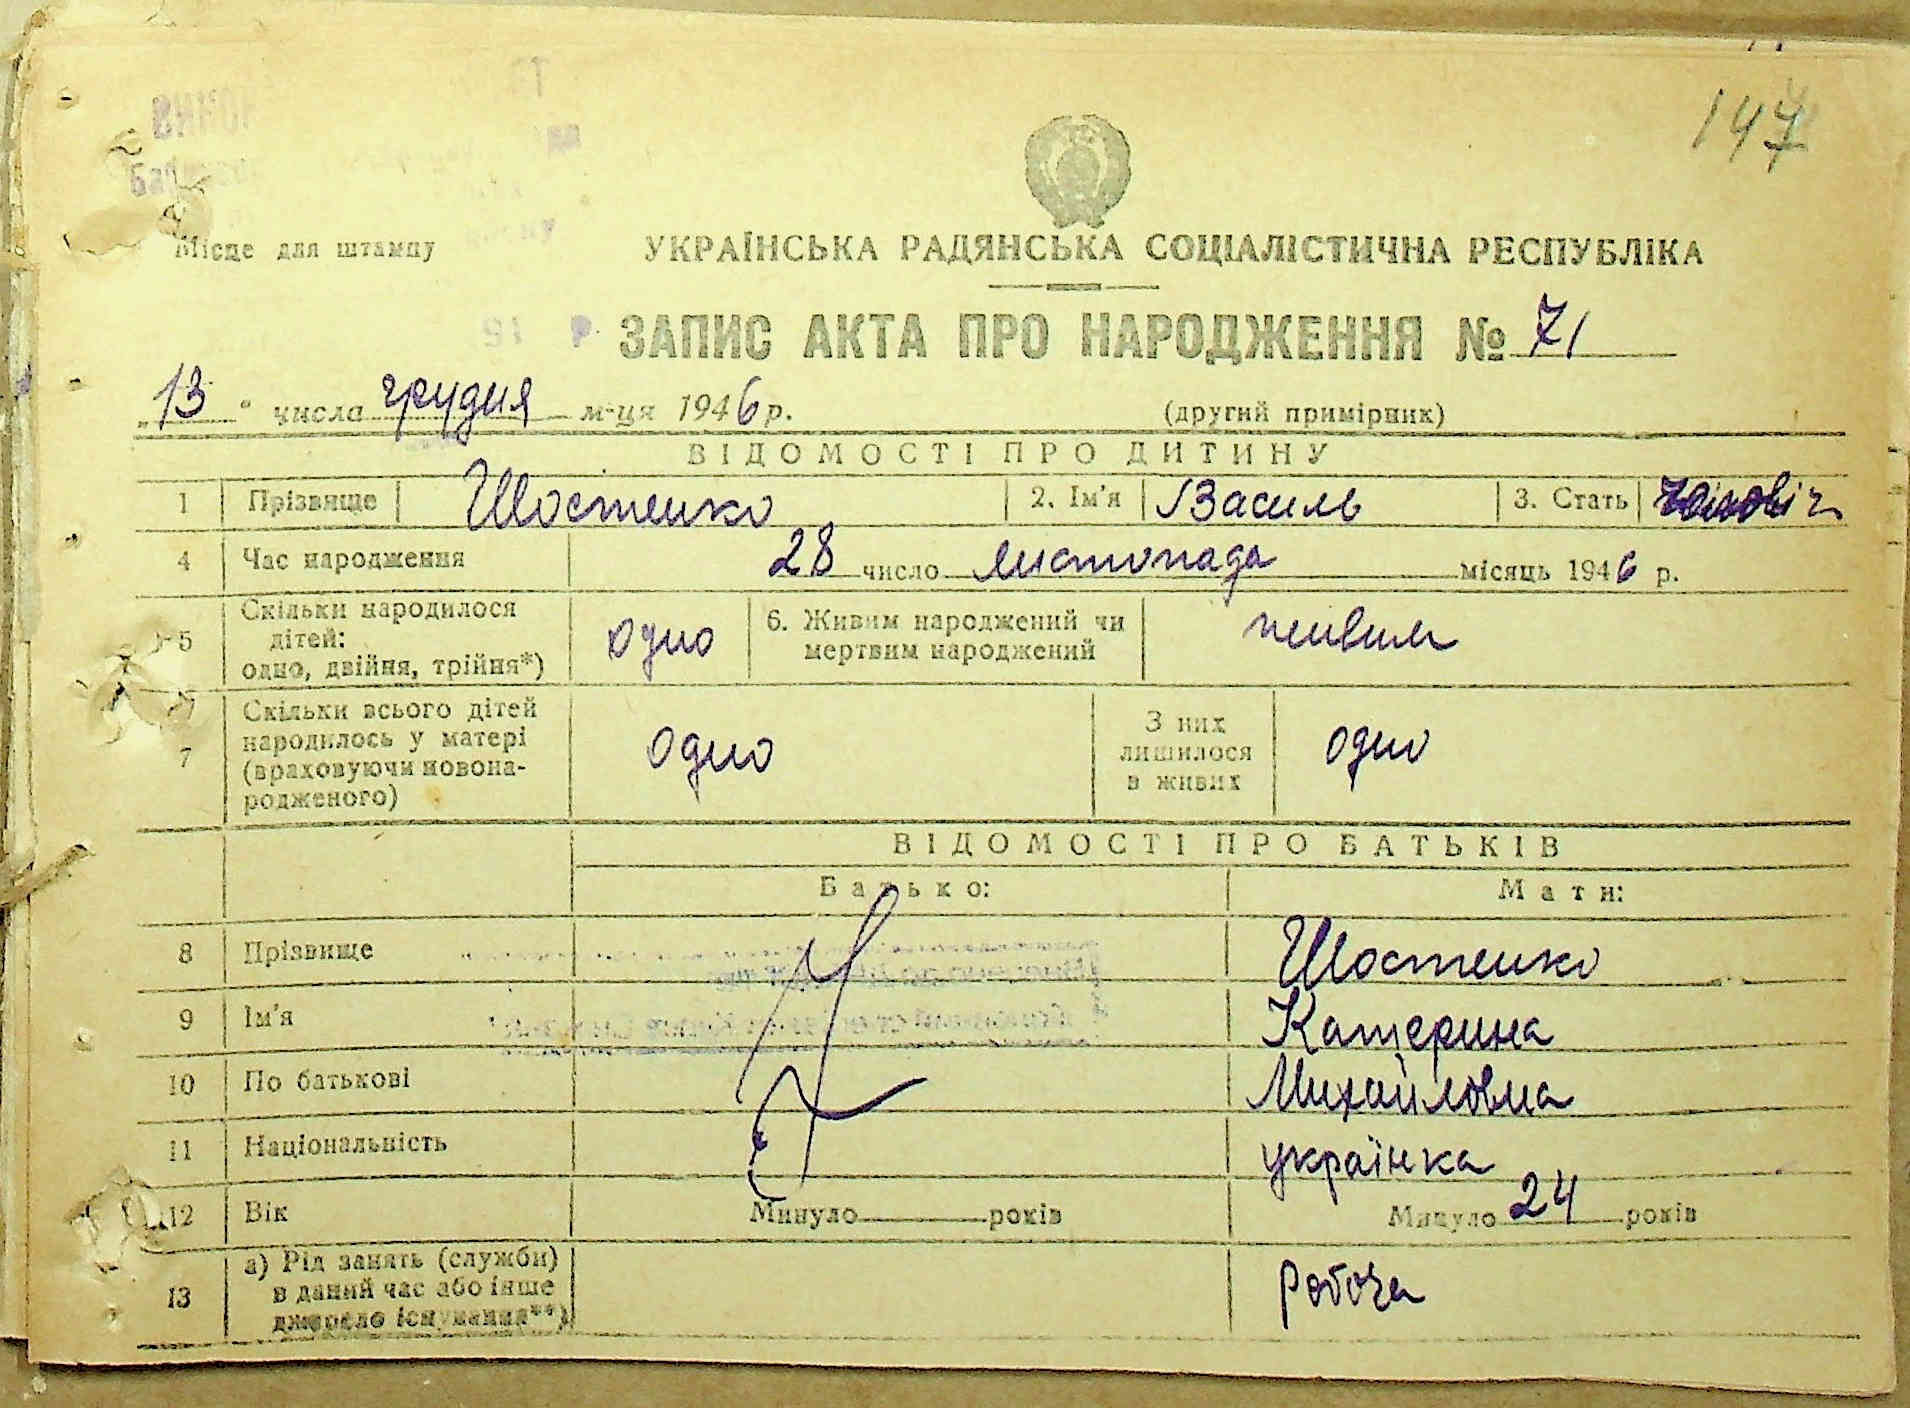 147
Місце для штампу
УКРАЇНСЬКА РАДЯНСЬКА СОЦІАЛІСТИЧНА РЕСПУБЛІКА
ЗАПИС АКТА ПРО НАРОДЖЕННЯ № 71
„13“ числа грудня м-ця 1946 р. (другий примірник)
ВІДОМОСТІ ПРО ДИТИНУ
1 Прізвище Шостенко 2. Ім'я Василь 3. Стать
4 Час народження 28 число листопада місяць 1946 р.
5 Скільки народилося дітей: одно, двійня, трійня*) одно 6. Живим народжений чи мертвим народжений живим
7 Скільки всього дітей народилось у матері (враховуючи новонародженого) одно З них лишилося в живих одно
ВІДОМОСТІ ПРО БАТЬКІВ
Батько: Мати:
8 Прізвище Шостенко
9 Ім'я Катерина
10 По батькові Михайловна
11 Національність українка
12 Вік Минуло років Минуло 24 років
13 а) Рід занять (служби) в даний час або інше джерело існування**) робоча